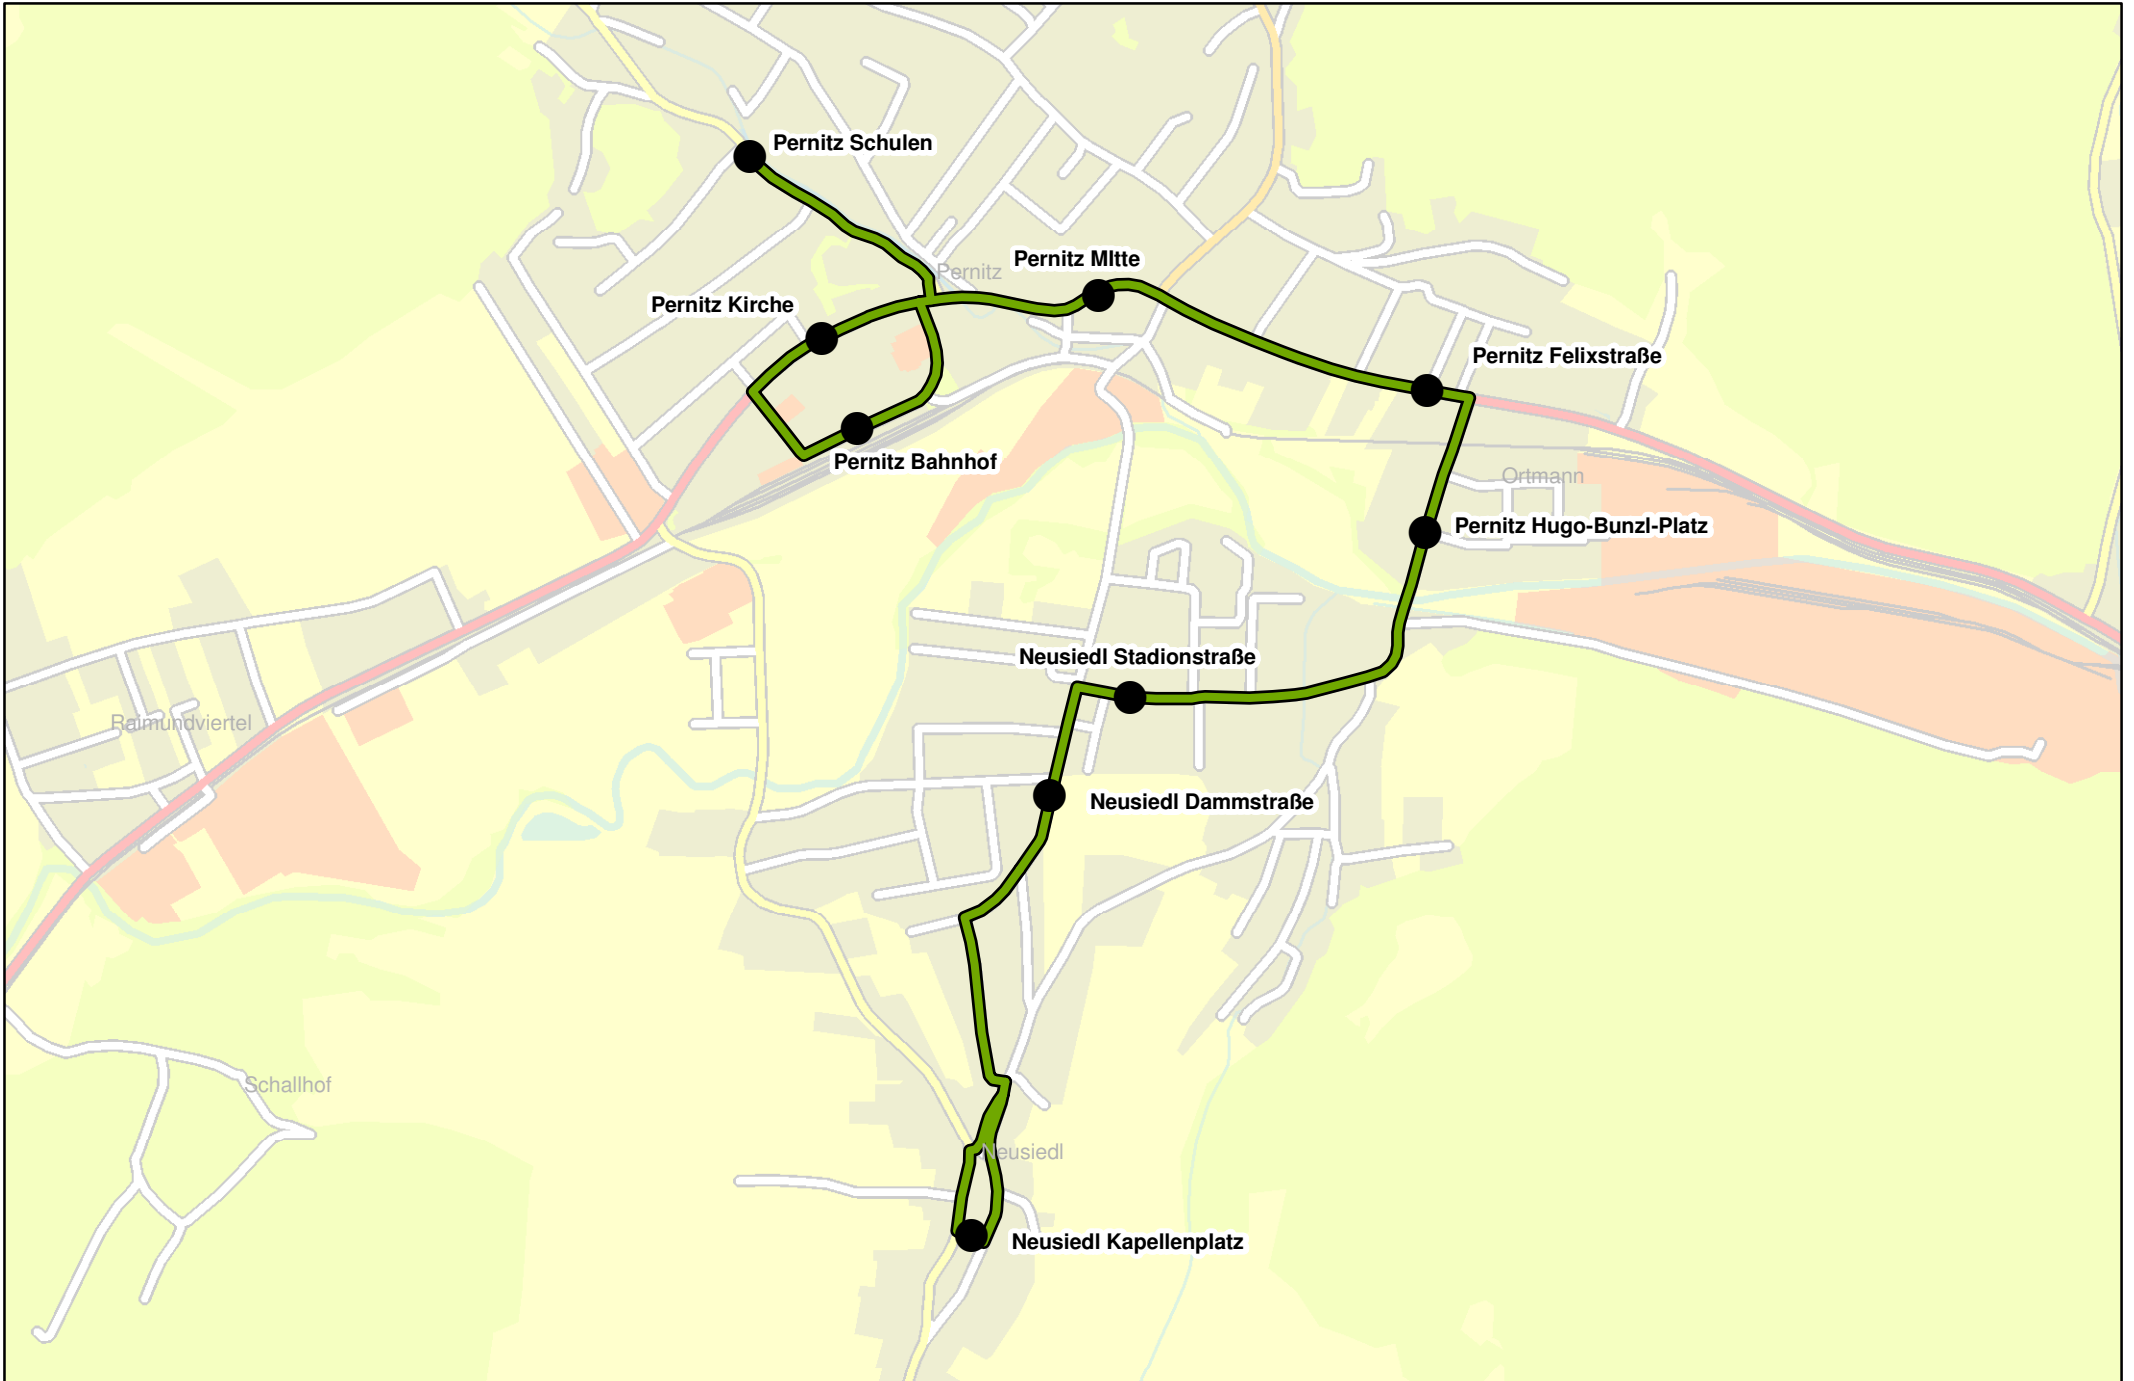 Pernitz Schulen
Pernitz MItte
Pernitz
Pernitz Kirche
Pernitz Felixstraße
Pernitz Bahnhof
Ortmann
Pernitz Hugo-Bunzl-Platz
Neusiedl Stadionstraße
Raimundviertel
Neusiedl Dammstraße
Schallhof
Neusiedl
Neusiedl Kapellenplatz